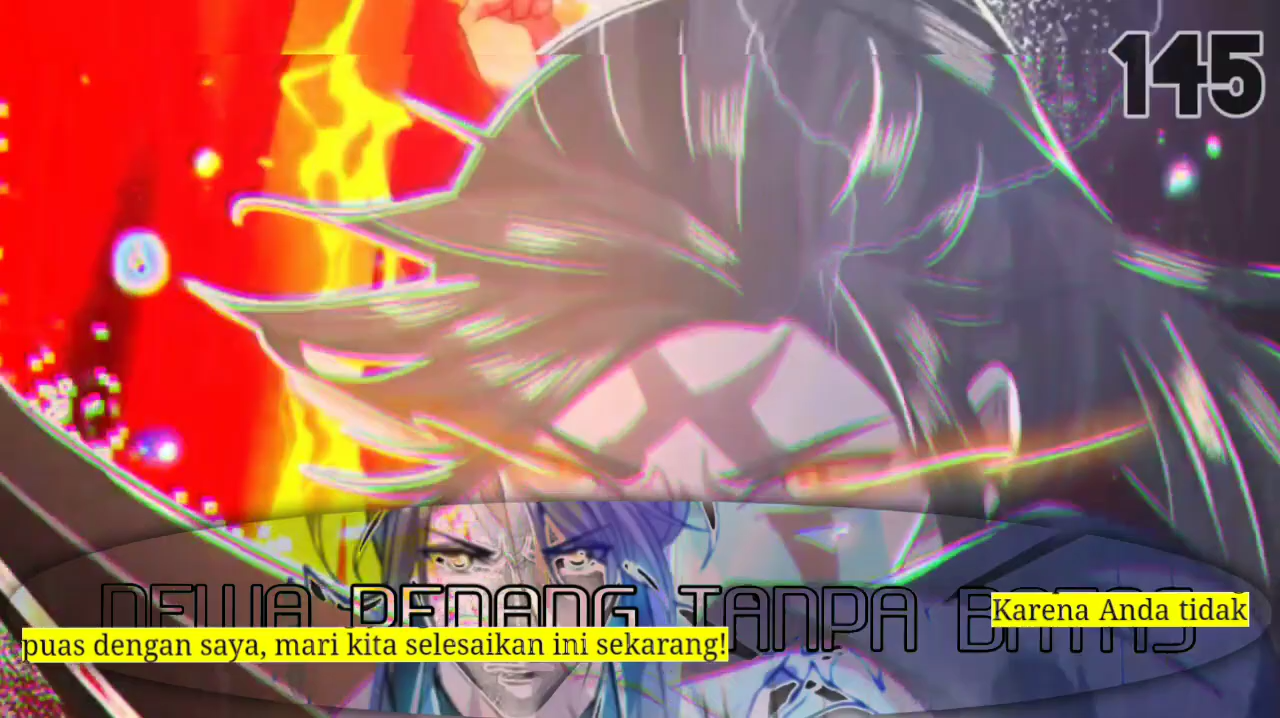 145
DEWA PEDANG TANPA BATAS
Karena Anda tidak
puas dengan saya, mari kita selesaikan ini sekarang!